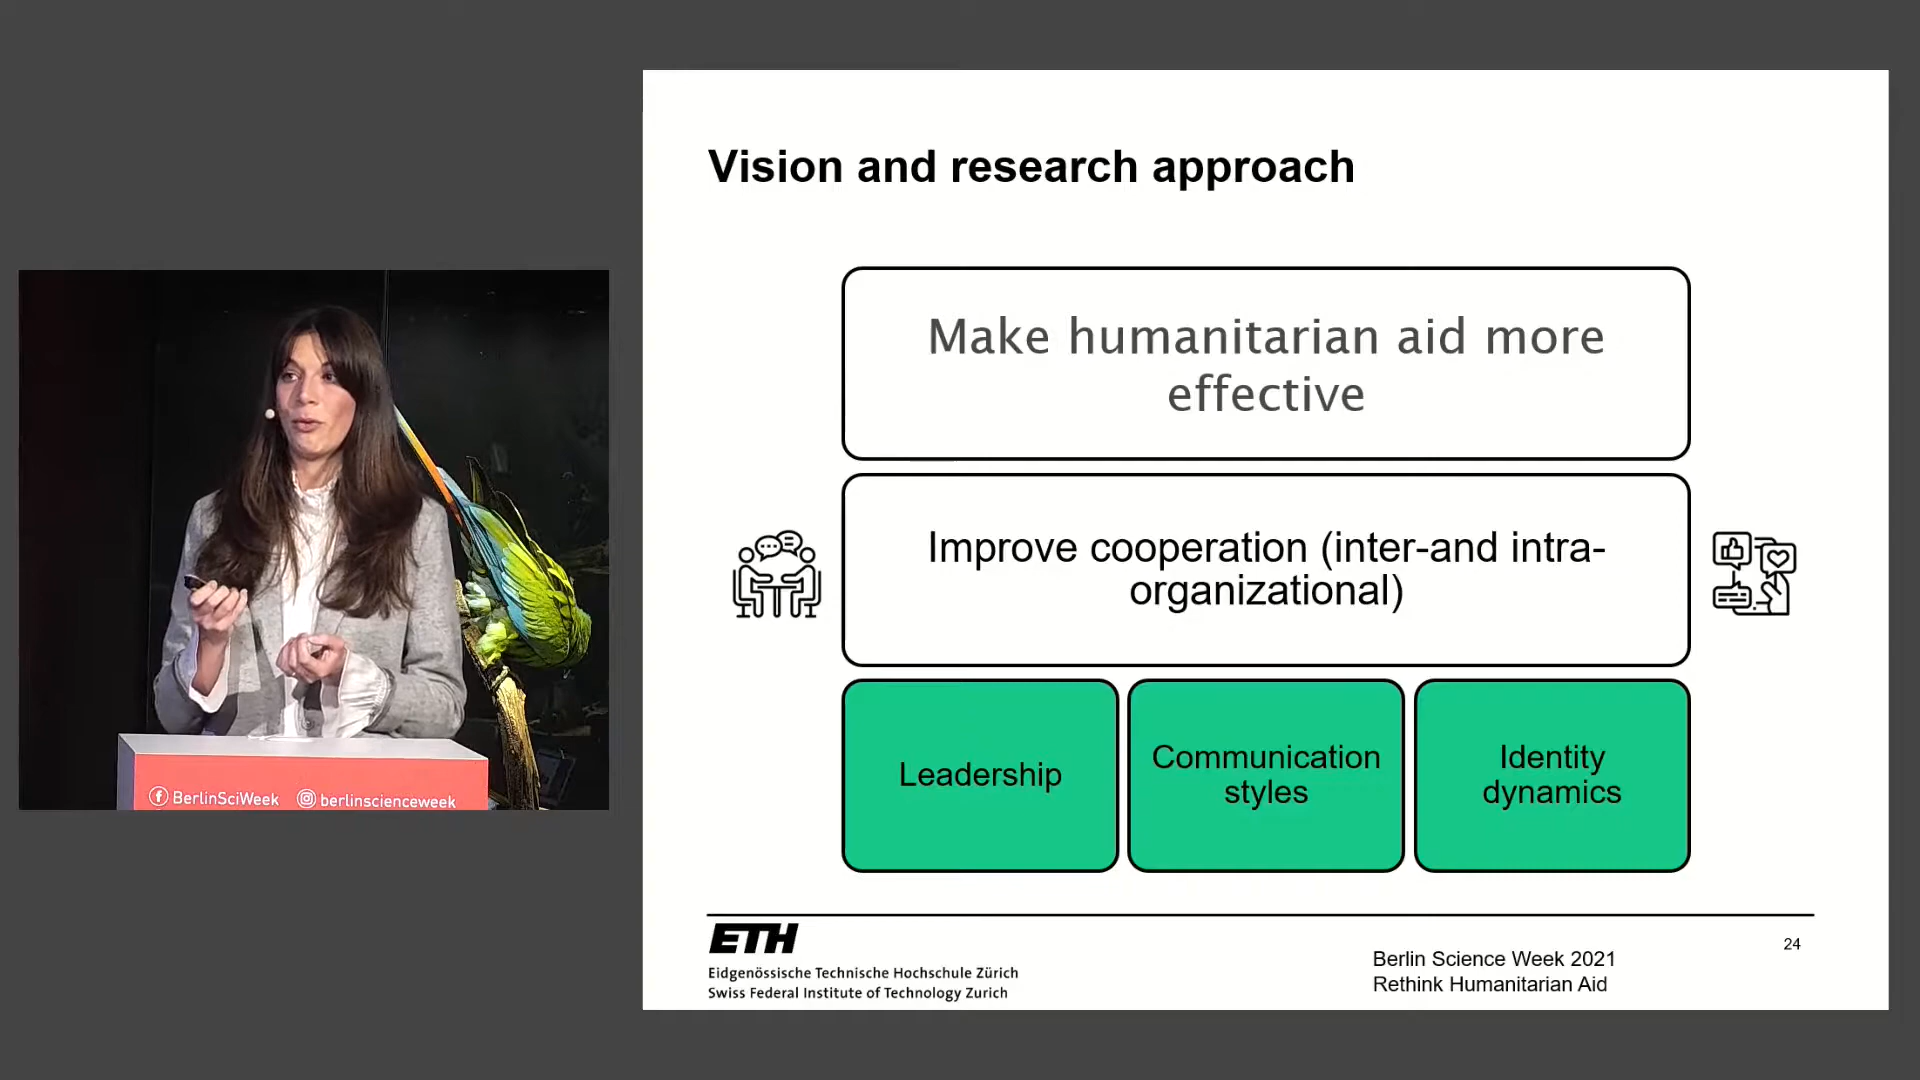 Vision and research approach
Make humanitarian aid more
effective
Improve cooperation (inter-and intra-
organizational)
Leadership
Communication
styles
Identity
dynamics
ETH
Eidgenössische Technische Hochschule Zürich
Swiss Federal Institute of Technology Zurich
Berlin Science Week 2021
Rethink Humanitarian Aid
24
BerlinSciWeek berlinscienceweek